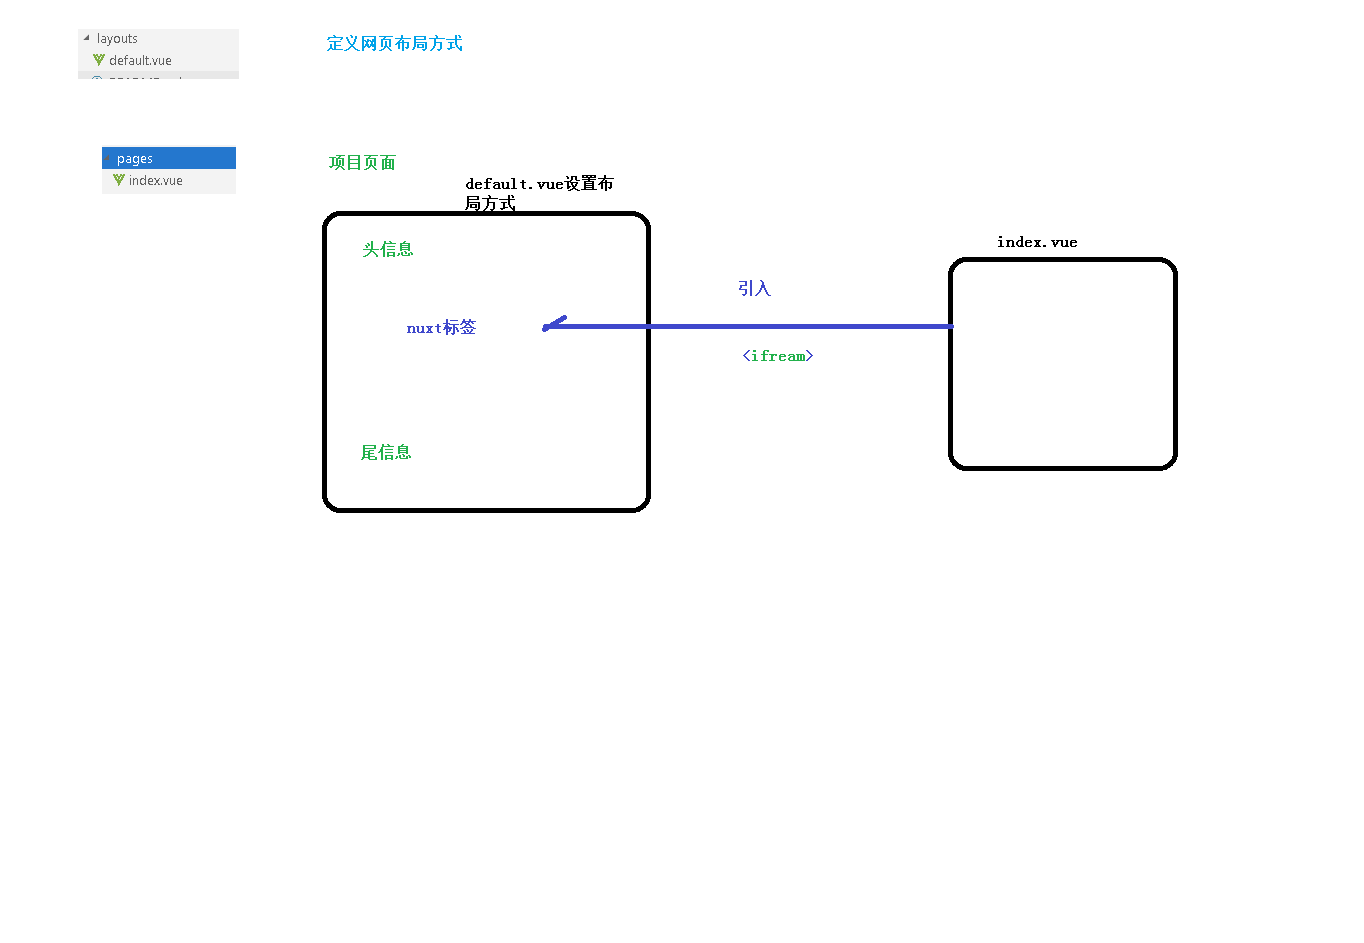 layouts
定义网页布局方式
default.vue
pages
项目页面
index.vue
default.vue设置布
局方式
头信息
index.vue
引入
nuxt标签
<ifream>
尾信息